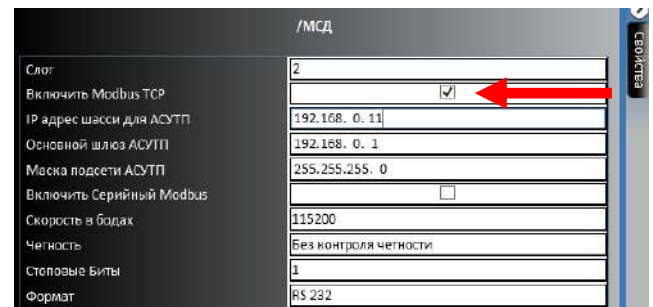 /МСД
Свойства
Слот 2
Включить Modbus TCP
IP адрес шасси для АСУТП 192.168. 0. 11
Основной шлюз АСУТП 192.168. 0. 1
Маска подсети АСУТП 255.255.255. 0
Включить Серийный Modbus
Скорость в бодах 115200
Четность Без контроля четности
Стоповые Биты 1
Формат RS 232